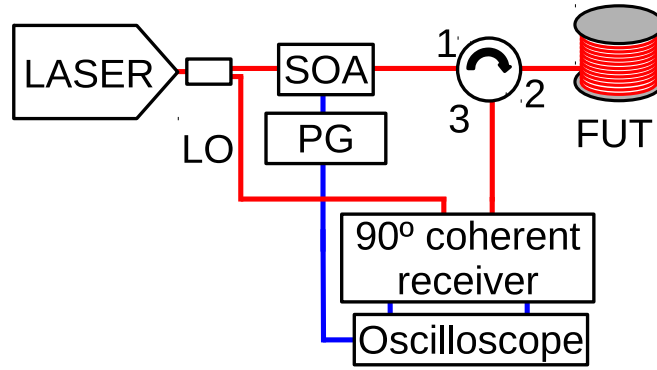 LASER
SOA
1
2
3
LO
PG
FUT
90º coherent
receiver
Oscilloscope